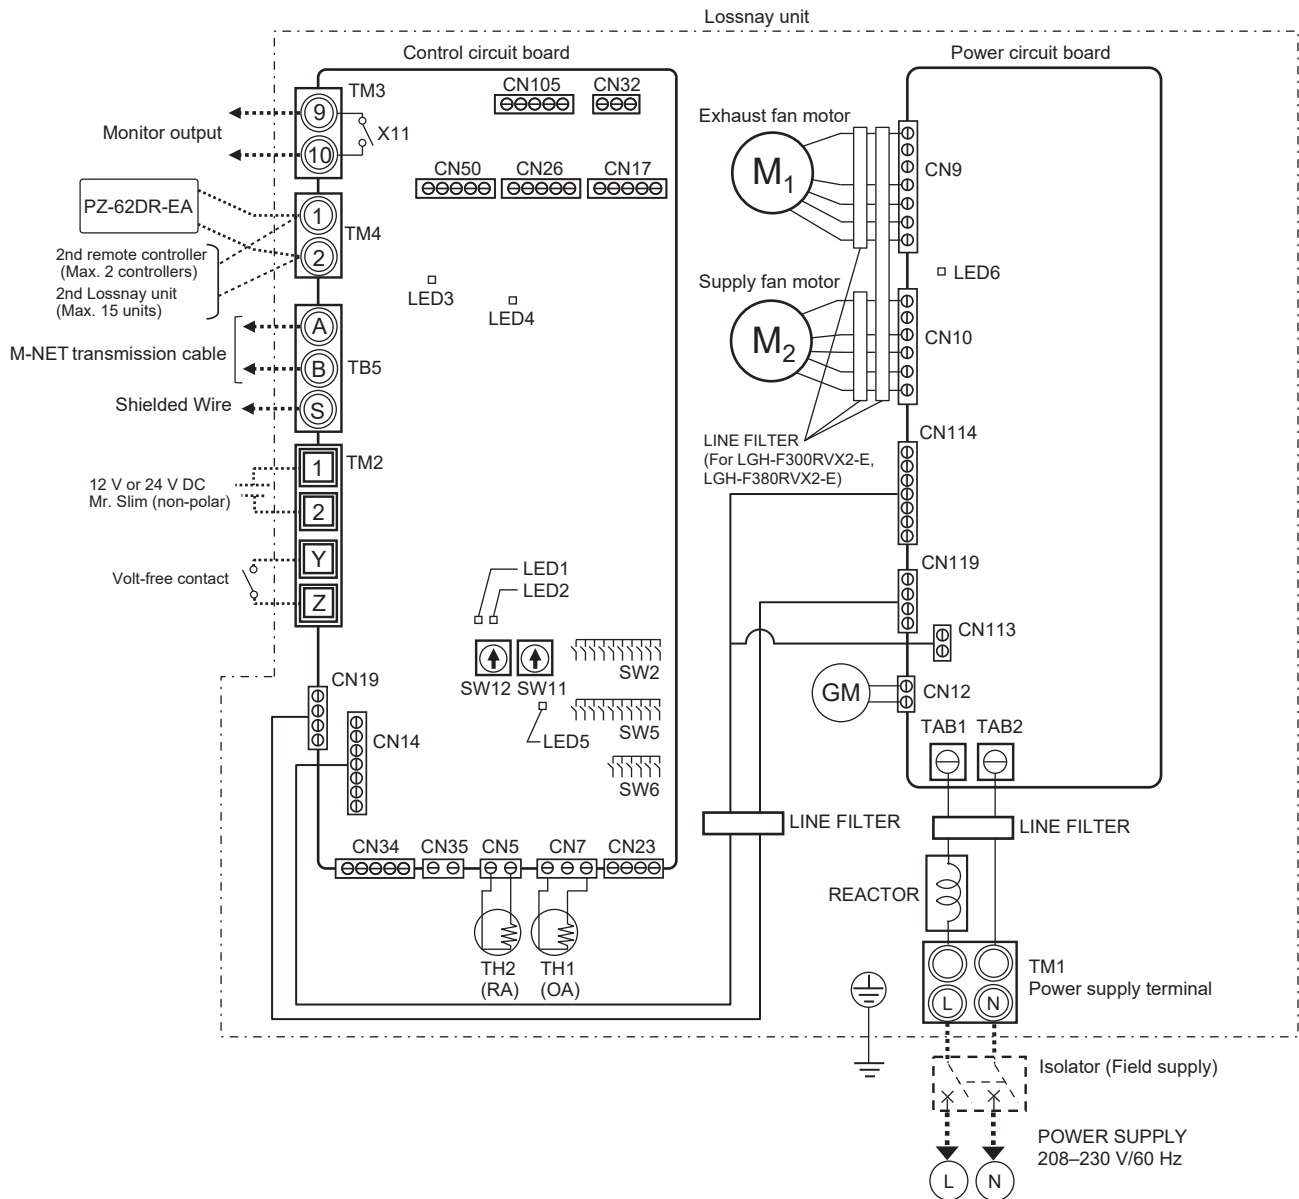 Lossnay unit
Control circuit board
Power circuit board
TM3
CN105
CN32
9
Monitor output
X11
Exhaust fan motor
10
CN50
CN26
CN17
M1
CN9
PZ-62DR-EA
1
TM4
2nd remote controller
(Max. 2 controllers)
2
2nd Lossnay unit
(Max. 15 units)
LED3
LED4
LED6
Supply fan motor
A
M-NET transmission cable
B
TB5
M2
CN10
Shielded Wire
S
LINE FILTER
(For LGH-F300RVX2-E,
LGH-F380RVX2-E)
CN114
1
TM2
12 V or 24 V DC
Mr. Slim (non-polar)
2
Y
Volt-free contact
Z
LED1
LED2
CN119
CN113
SW12
SW11
SW2
CN19
GM
CN12
CN14
LED5
SW5
TAB1
TAB2
SW6
LINE FILTER
LINE FILTER
CN34
CN35
CN5
CN7
CN23
REACTOR
TH2
(RA)
TH1
(OA)
TM1
Power supply terminal
L
N
Isolator (Field supply)
POWER SUPPLY
208–230 V/60 Hz
L
N